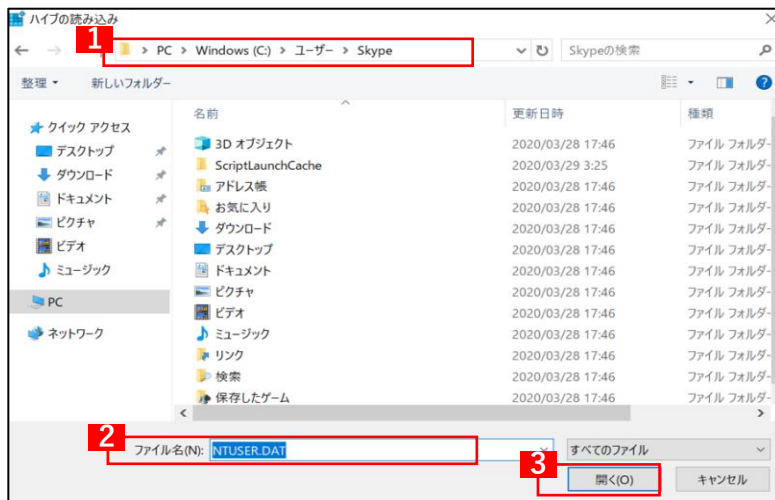 ハイブの読み込み
1
PC > Windows (C:) > ユーザー > Skype
Skypeの検索
整理
新しいフォルダー
名前
更新日時
種類
クイック アクセス
デスクトップ
ダウンロード
ドキュメント
ピクチャ
ビデオ
ミュージック
PC
ネットワーク
3D オブジェクト 2020/03/28 17:46 ファイル フォルダー
ScriptLaunchCache 2020/03/29 3:25 ファイル フォルダー
アドレス帳 2020/03/28 17:46 ファイル フォルダー
お気に入り 2020/03/28 17:46 ファイル フォルダー
ダウンロード 2020/03/28 17:46 ファイル フォルダー
デスクトップ 2020/03/28 17:46 ファイル フォルダー
ドキュメント 2020/03/28 17:46 ファイル フォルダー
ピクチャ 2020/03/28 17:46 ファイル フォルダー
ビデオ 2020/03/28 17:46 ファイル フォルダー
ミュージック 2020/03/28 17:46 ファイル フォルダー
リンク 2020/03/28 17:46 ファイル フォルダー
検索 2020/03/28 17:46 ファイル フォルダー
保存したゲーム 2020/03/28 17:46 ファイル フォルダー
2
ファイル名(N): NTUSER.DAT
すべてのファイル
3
開く(O)
キャンセル